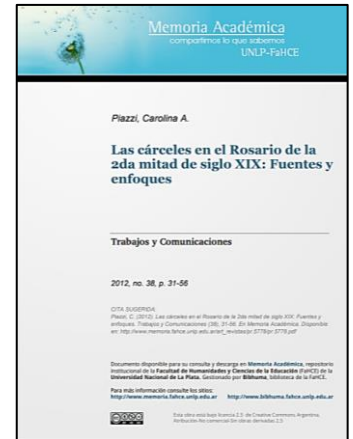 Memoria Académica
compartimos lo que sabemos
UNLP-FaHCE
Piazzi, Carolina A.
Las cárceles en el Rosario de la
2da mitad de siglo XIX: Fuentes y
enfoques
Trabajos y Comunicaciones
2012, no. 38, p. 31-56
CITA SUGERIDA:
Piazzi, C. (2012). Las cárceles en el Rosario de la 2da mitad de siglo XIX: Fuentes y
enfoques. Trabajos y Comunicaciones (38), 31-56. En Memoria Académica. Disponible
en: http://www.memoria.fahce.unlp.edu.ar/art_revistas/pr.5776/pr.5776.pdf
Documento disponible para su consulta y descarga en Memoria Académica, repositorio
institucional de la Facultad de Humanidades y Ciencias de la Educación (FaHCE) de la
Universidad Nacional de La Plata. Gestionado por Bibhuma, biblioteca de la FaHCE.
Para más información consulte los sitios:
http://www.memoria.fahce.unlp.edu.ar http://www.bibhuma.fahce.unlp.edu.ar
Esta obra está bajo licencia 2.5 de Creative Commons Argentina.
Atribución-No comercial-Sin obras derivadas 2.5